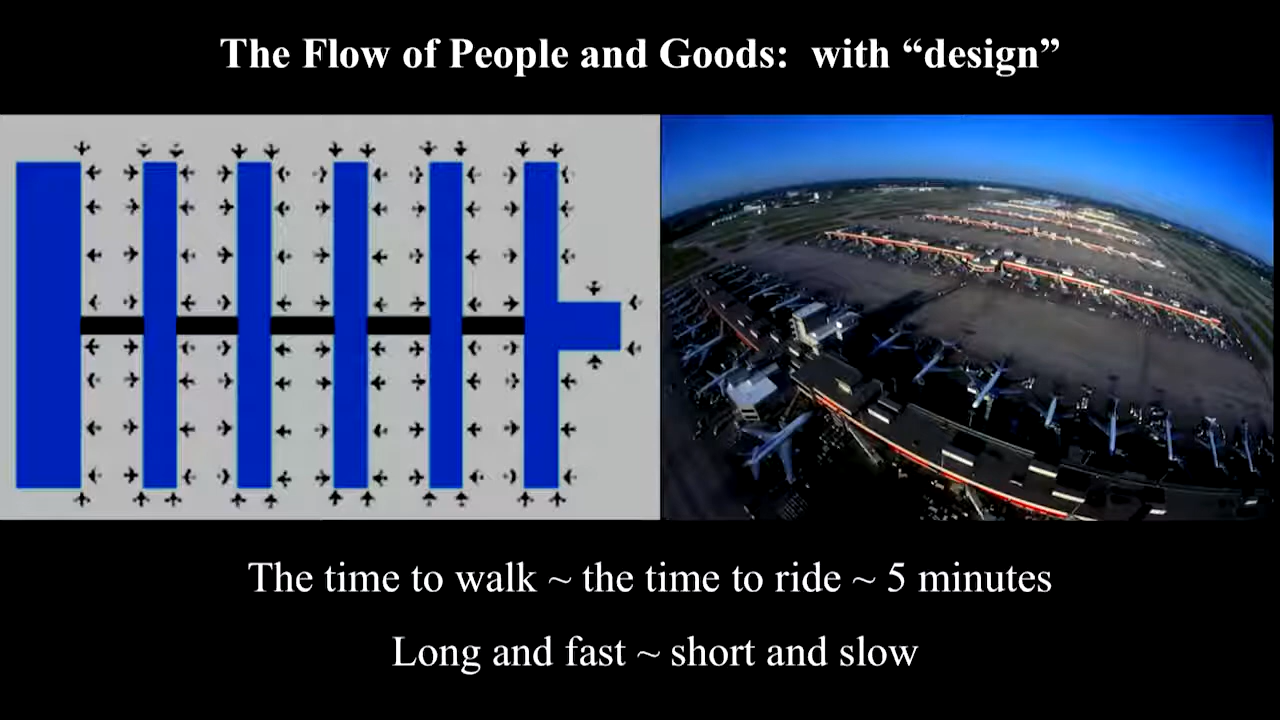 The Flow of People and Goods:  with “design”
The time to walk ~ the time to ride ~ 5 minutes
Long and fast ~ short and slow